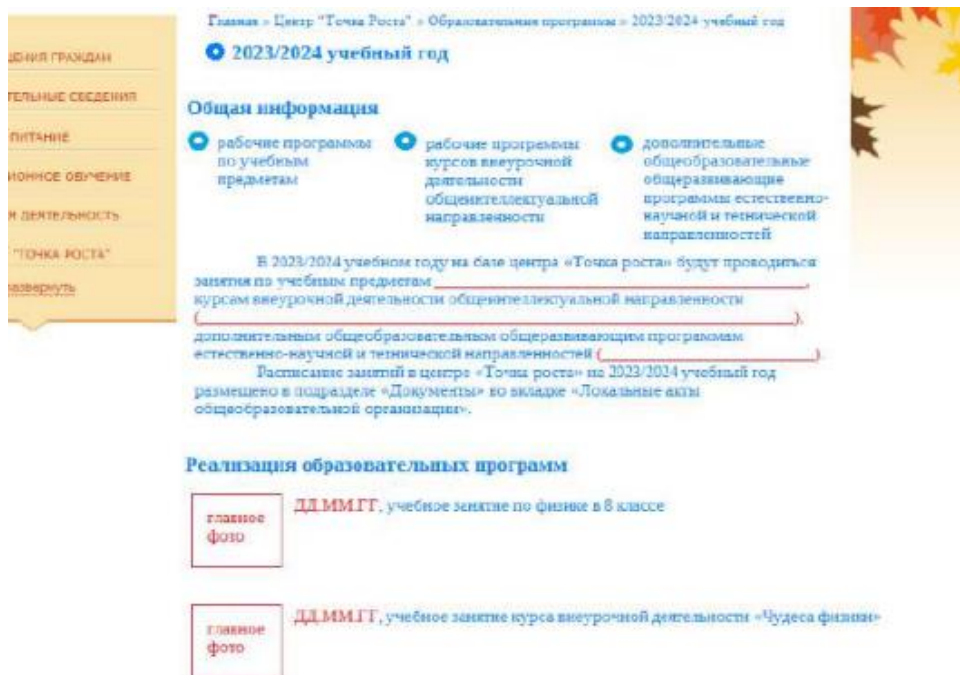 Главная » Центр "Точка Роста" » Образовательные программы » 2023/2024 учебный год
2023/2024 учебный год
ЩЕНИЯ ГРАЖДАН
ТЕЛЬНЫЕ СВЕДЕНИЯ
ПИТАНИЕ
ИОННОЕ ОБУЧЕНИЕ
Я ДЕЯТЕЛЬНОСТЬ
"ТОЧКА РОСТА"
развернуть
Общая информация
рабочие программы
по учебным
предметам
рабочие программы
курсов внеурочной
деятельности
общеинтеллектуальной
направленности
дополнительные
общеобразовательные
общеразвивающие
программы естественно-
научной и технической
направленностей
В 2023/2024 учебном году на базе центра «Точка роста» будут проводиться
занятия по учебным предметам ____________________,
курсам внеурочной деятельности общеинтеллектуальной направленности
(____________________),
дополнительным общеобразовательным общеразвивающим программам
естественно-научной и технической направленностей (____________________)
Расписание занятий в центре «Точка роста» на 2023/2024 учебный год
размещено в подразделе «Документы» во вкладке «Локальные акты
общеобразовательной организации».
Реализация образовательных программ
главное
фото
ДД.ММ.ГГ, учебное занятие по физике в 8 классе
главное
фото
ДД.ММ.ГГ, учебное занятие курса внеурочной деятельности «Чудеса физики»